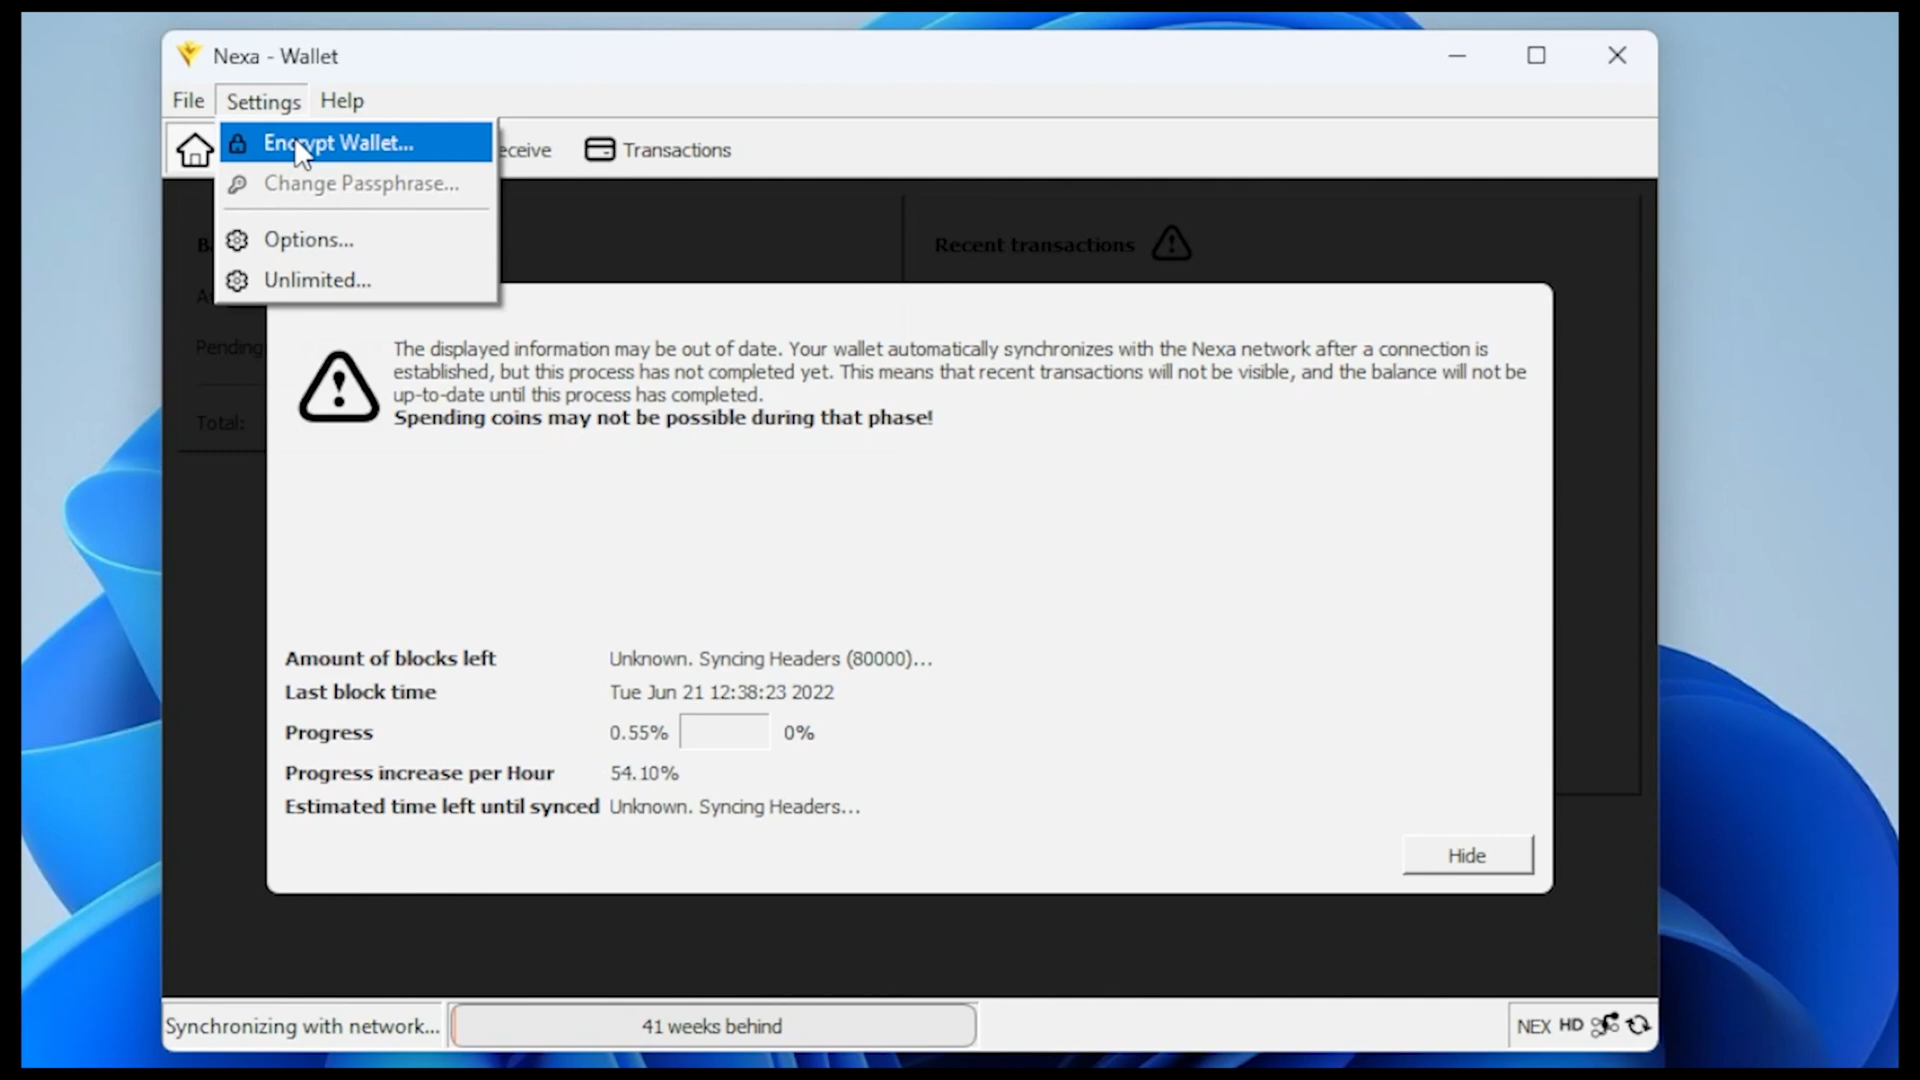 Nexa - Wallet
File Settings Help
Encrypt Wallet...
eceive Transactions
Change Passphrase...
Options...
Unlimited...
Recent transactions
Pending
Total:
The displayed information may be out of date. Your wallet automatically synchronizes with the Nexa network after a connection is
established, but this process has not completed yet. This means that recent transactions will not be visible, and the balance will not be
up-to-date until this process has completed.
Spending coins may not be possible during that phase!
Amount of blocks left Unknown. Syncing Headers (80000)...
Last block time Tue Jun 21 12:38:23 2022
Progress 0.55% 0%
Progress increase per Hour 54.10%
Estimated time left until synced Unknown. Syncing Headers...
Hide
Synchronizing with network... 41 weeks behind NEX HD